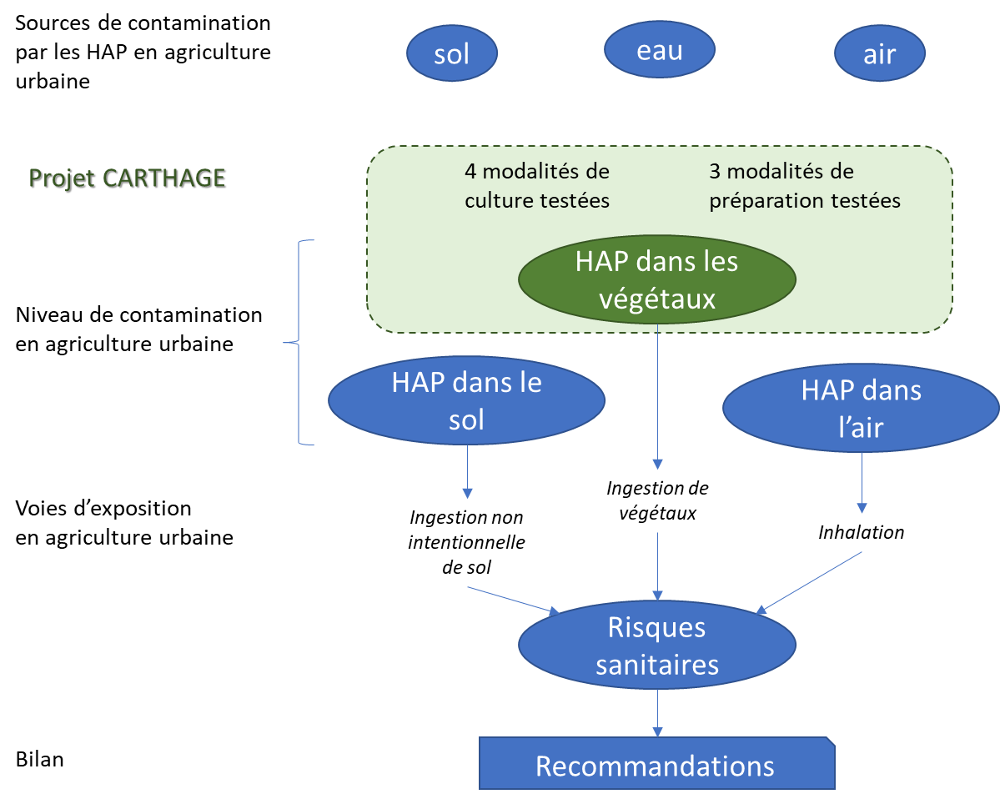 Sources de contamination
par les HAP en agriculture
urbaine
sol
eau
air
Projet CARTHAGE
4 modalités de
culture testées
3 modalités de
préparation testées
HAP dans les
végétaux
Niveau de contamination
en agriculture urbaine
HAP dans le
sol
HAP dans
l’air
Voies d’exposition
en agriculture urbaine
Ingestion non
intentionnelle
de sol
Ingestion de
végétaux
Inhalation
Risques
sanitaires
Bilan
Recommandations